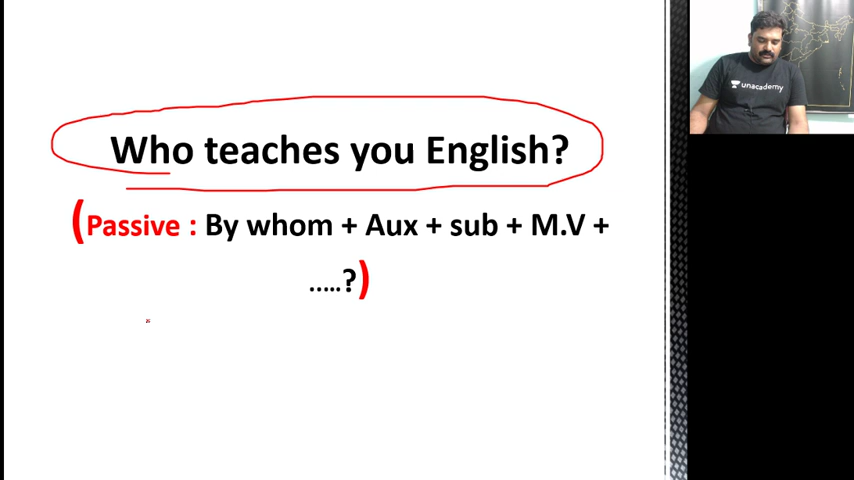 Who teaches you English?
(Passive : By whom + Aux + sub + M.V +
.....?)
unacademy